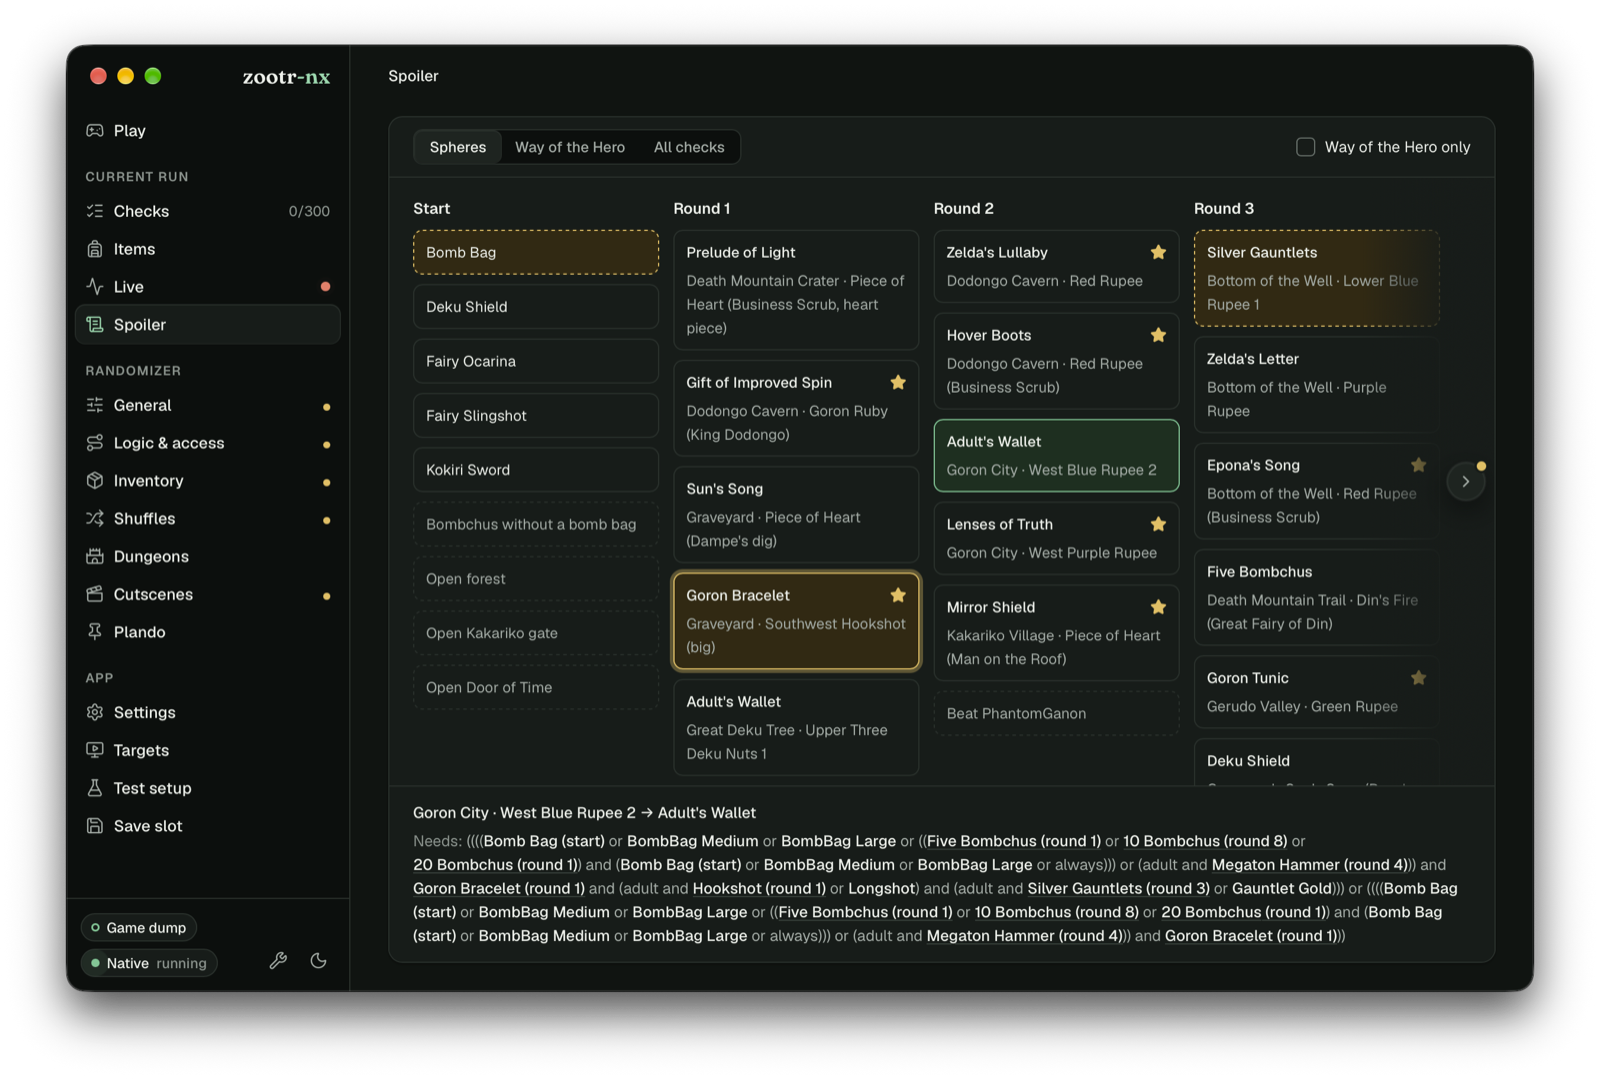 zootr-nx
Play
CURRENT RUN
Checks 0/300
Items
Live
Spoiler
RANDOMIZER
General
Logic & access
Inventory
Shuffles
Dungeons
Cutscenes
Plando
APP
Settings
Targets
Test setup
Save slot
Game dump
Native running
Spoiler
Spheres Way of the Hero All checks
Way of the Hero only
Start
Bomb Bag
Deku Shield
Fairy Ocarina
Fairy Slingshot
Kokiri Sword
Bombchus without a bomb bag
Open forest
Open Kakariko gate
Open Door of Time
Round 1
Prelude of Light
Death Mountain Crater · Piece of
Heart (Business Scrub, heart
piece)
Gift of Improved Spin
Dodongo Cavern · Goron Ruby
(King Dodongo)
Sun's Song
Graveyard · Piece of Heart
(Dampe's dig)
Goron Bracelet
Graveyard · Southwest Hookshot
(big)
Adult's Wallet
Great Deku Tree · Upper Three
Deku Nuts 1
Round 2
Zelda's Lullaby
Dodongo Cavern · Red Rupee
Hover Boots
Dodongo Cavern · Red Rupee
(Business Scrub)
Adult's Wallet
Goron City · West Blue Rupee 2
Lenses of Truth
Goron City · West Purple Rupee
Mirror Shield
Kakariko Village · Piece of Heart
(Man on the Roof)
Beat PhantomGanon
Round 3
Silver Gauntlets
Bottom of the Well · Lower Blue
Rupee 1
Zelda's Letter
Bottom of the Well · Purple
Rupee
Epona's Song
Bottom of the Well · Red Rupee
(Business Scrub)
Five Bombchus
Death Mountain Trail · Din's Fire
(Great Fairy of Din)
Goron Tunic
Gerudo Valley · Green Rupee
Deku Shield
Goron City · West Blue Rupee 2 → Adult's Wallet
Needs: ((((Bomb Bag (start) or BombBag Medium or BombBag Large or ((Five Bombchus (round 1) or 10 Bombchus (round 8) or
20 Bombchus (round 1)) and (Bomb Bag (start) or BombBag Medium or BombBag Large or always))) or (adult and Megaton Hammer (round 4))) and
Goron Bracelet (round 1) and (adult and Hookshot (round 1) or Longshot) and (adult and Silver Gauntlets (round 3) or Gauntlet Gold))) or ((((Bomb Bag
(start) or BombBag Medium or BombBag Large or ((Five Bombchus (round 1) or 10 Bombchus (round 8) or 20 Bombchus (round 1)) and (Bomb Bag
(start) or BombBag Medium or BombBag Large or always))) or (adult and Megaton Hammer (round 4))) and Goron Bracelet (round 1)))